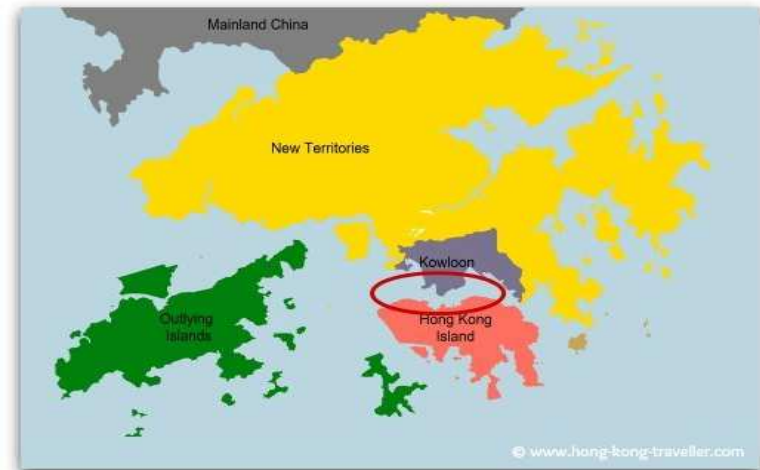 Mainland China
New Territories
Kowloon
Outlying
Islands
Hong Kong
Island
© www.hong-kong-traveller.com